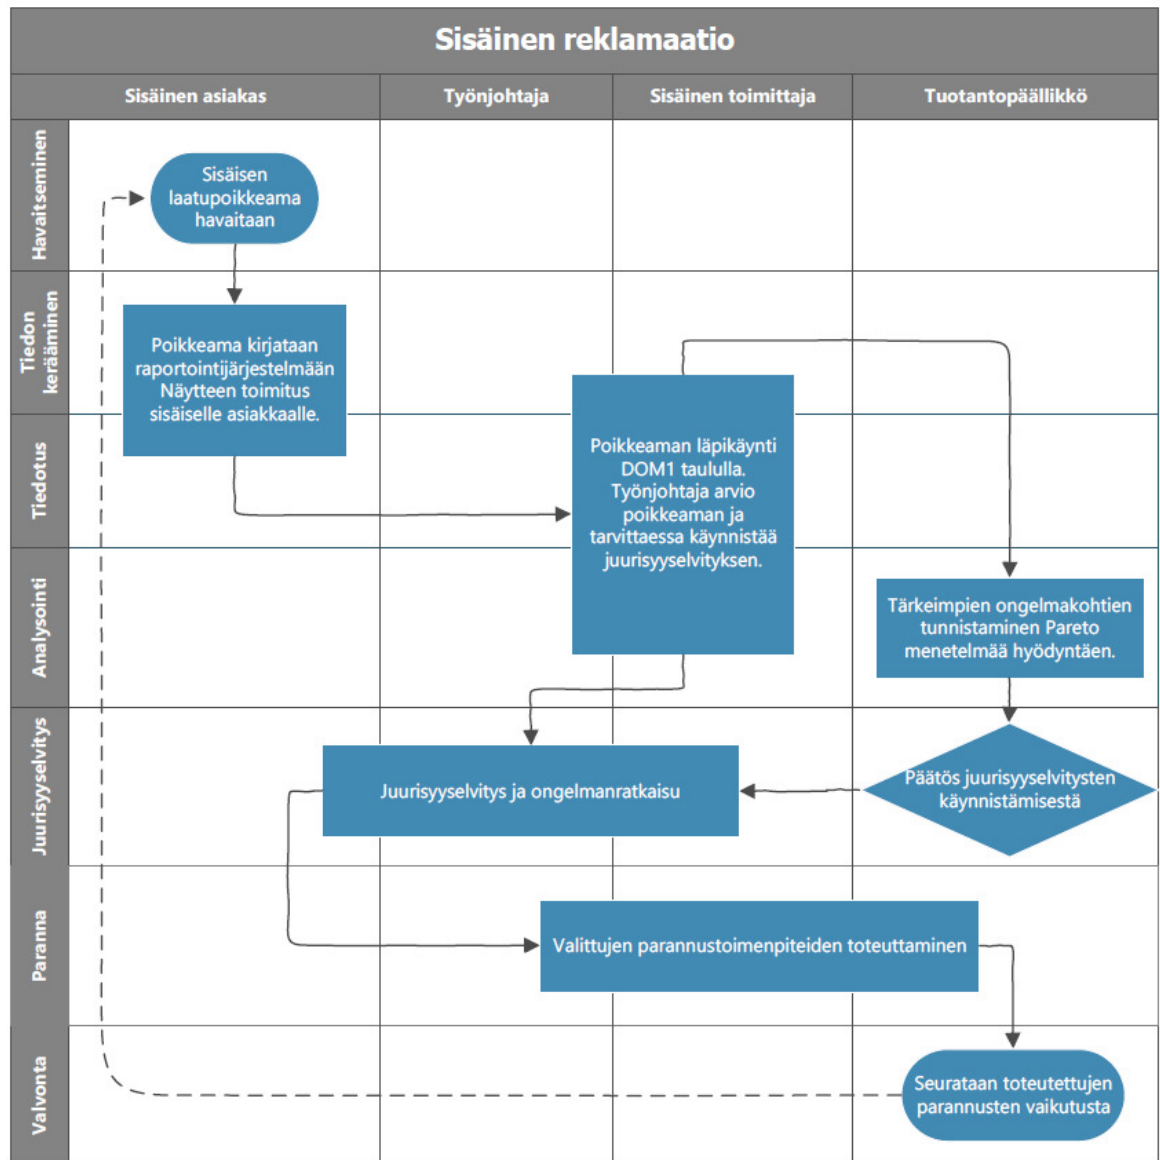 Sisäinen reklamaatio
Sisäinen asiakas
Työnjohtaja
Sisäinen toimittaja
Tuotantopäällikkö
Havaitseminen
Sisäisen
laatupoikkeama
havaitaan
Tiedon
kerääminen
Poikkeama kirjataan
raportointijärjestelmään
Näytteen toimitus
sisäiselle asiakkaalle.
Tiedotus
Poikkeaman läpikäynti
DOM1 taululla.
Työnjohtaja arvio
poikkeaman ja
tarvittaessa käynnistää
juurisyyselvityksen.
Analysointi
Tärkeimpien ongelmakohtien
tunnistaminen Pareto
menetelmää hyödyntäen.
Juurisyyselvitys
Juurisyyselvitys ja ongelmanratkaisu
Päätös juurisyyselvitysten
käynnistämisestä
Paranna
Valittujen parannustoimenpiteiden toteuttaminen
Valvonta
Seurataan toteutettujen
parannusten vaikutusta